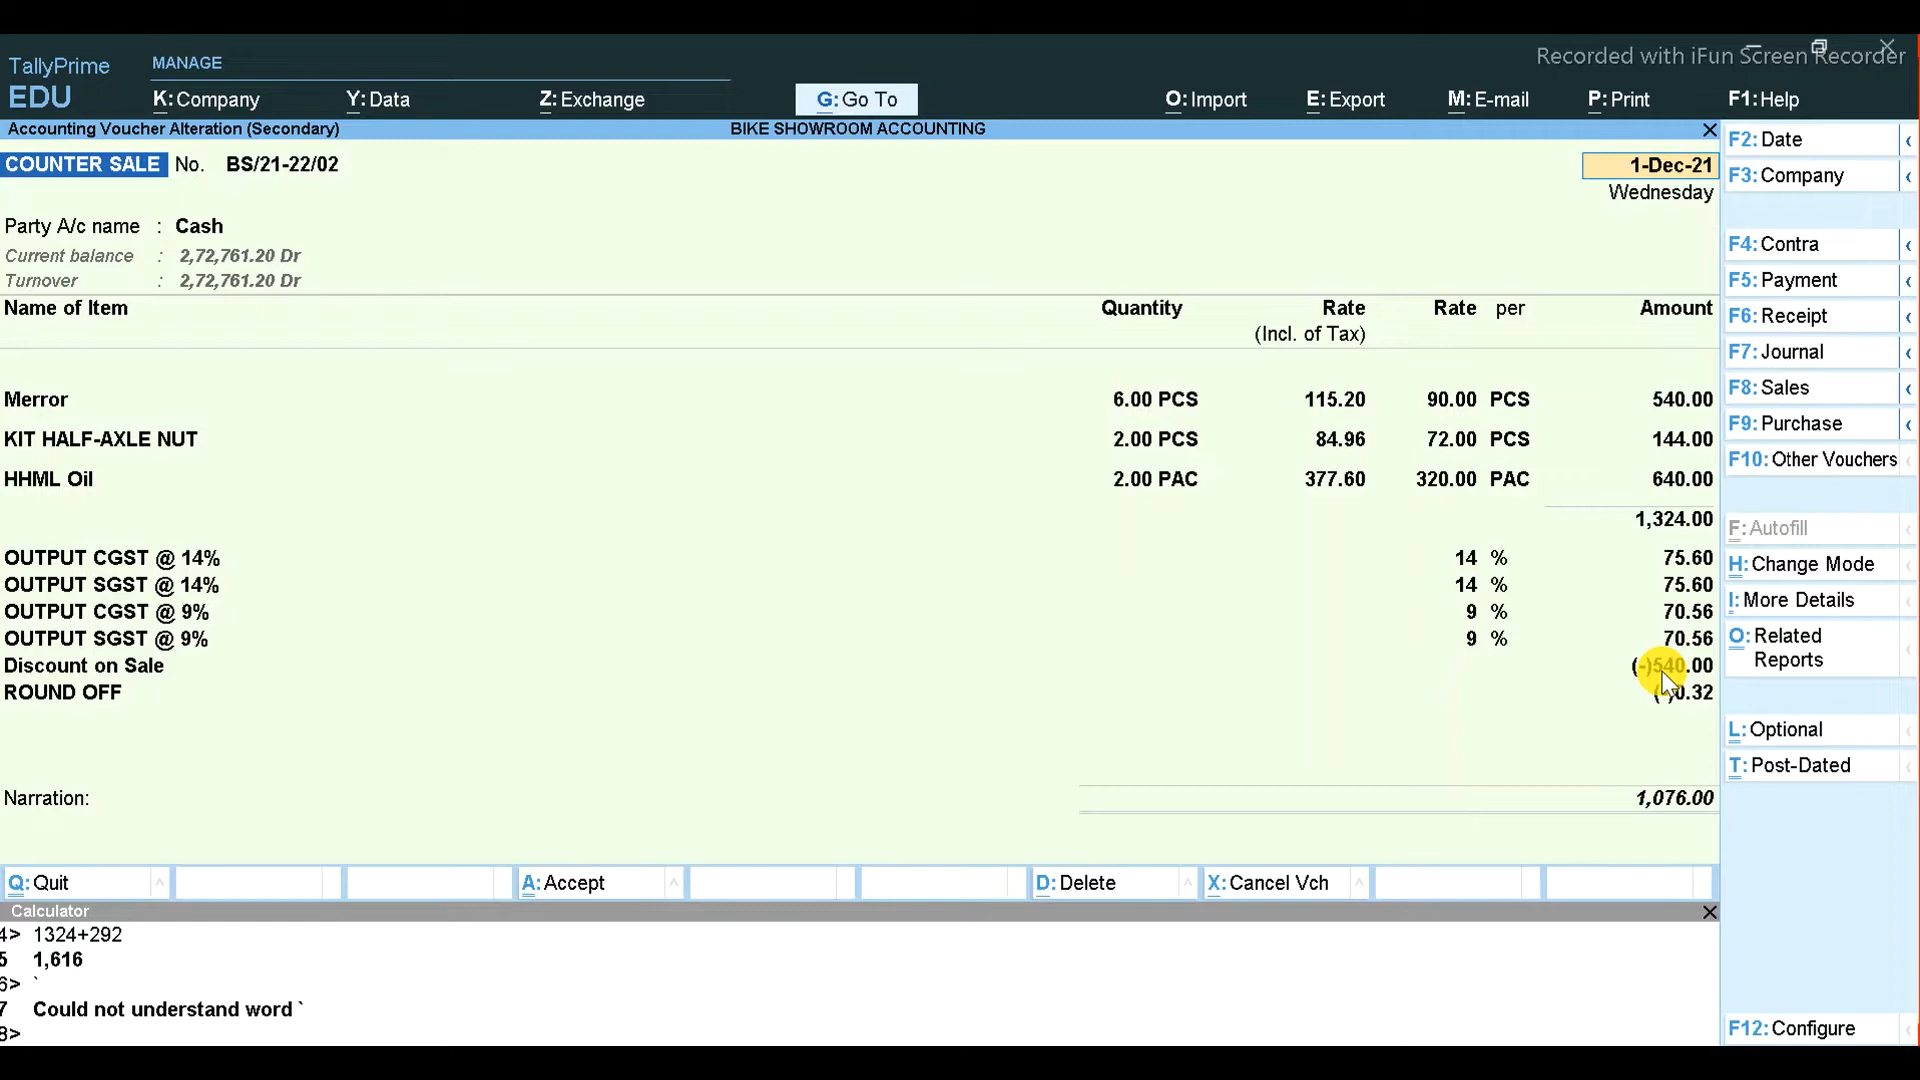 Recorded with iFun Screen Recorder
TallyPrime
EDU
MANAGE
K: Company
Y: Data
Z: Exchange
G: Go To
O: Import
E: Export
M: E-mail
P: Print
F1: Help
Accounting Voucher Alteration (Secondary)
BIKE SHOWROOM ACCOUNTING
COUNTER SALE No. BS/21-22/02
1-Dec-21
Wednesday
Party A/c name : Cash
Current balance : 2,72,761.20 Dr
Turnover : 2,72,761.20 Dr
Name of Item Quantity Rate Rate per Amount
(Incl. of Tax)
Merror 6.00 PCS 115.20 90.00 PCS 540.00
KIT HALF-AXLE NUT 2.00 PCS 84.96 72.00 PCS 144.00
HHML Oil 2.00 PAC 377.60 320.00 PAC 640.00
1,324.00
OUTPUT CGST @ 14% 14 % 75.60
OUTPUT SGST @ 14% 14 % 75.60
OUTPUT CGST @ 9% 9 % 70.56
OUTPUT SGST @ 9% 9 % 70.56
Discount on Sale (-)540.00
ROUND OFF (-)0.32
Narration: 1,076.00
Q: Quit
A: Accept
D: Delete
X: Cancel Vch
F2: Date
F3: Company
F4: Contra
F5: Payment
F6: Receipt
F7: Journal
F8: Sales
F9: Purchase
F10: Other Vouchers
F: Autofill
H: Change Mode
I: More Details
O: Related
Reports
L: Optional
T: Post-Dated
F12: Configure
Calculator
4> 1324+292
5 1,616
6> `
7 Could not understand word `
8>